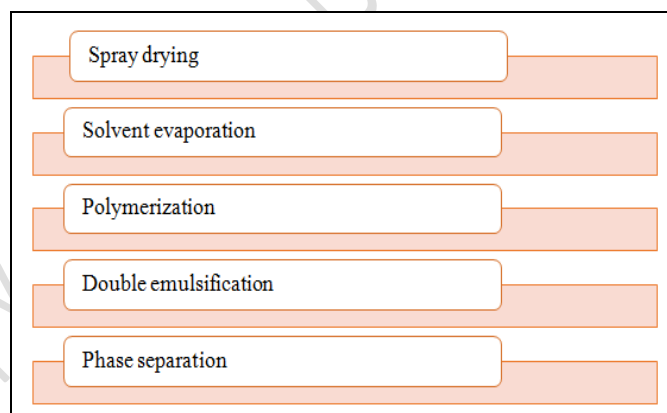 Spray drying
Solvent evaporation
Polymerization
Double emulsification
Phase separation